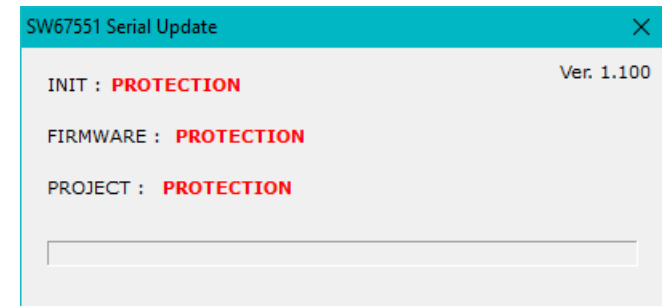 SW67551 Serial Update
Ver. 1.100
INIT : PROTECTION
FIRMWARE : PROTECTION
PROJECT : PROTECTION